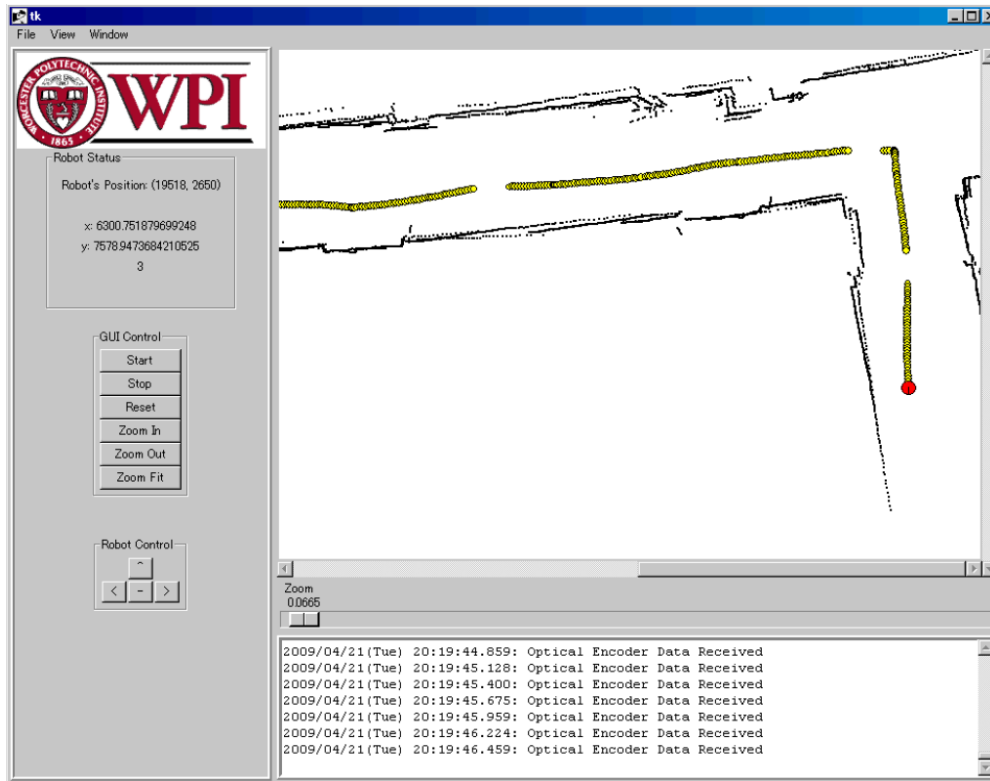 tk
File View Window
WORCESTER POLYTECHNIC INSTITUTE
1865
WPI
Robot Status
Robot's Position: (19518, 2650)
x: 6300.751879699248
y: 7578.9473684210525
3
GUI Control
Start
Stop
Reset
Zoom In
Zoom Out
Zoom Fit
Robot Control
^
< - >
Zoom
0.0665
2009/04/21(Tue) 20:19:44.859: Optical Encoder Data Received
2009/04/21(Tue) 20:19:45.128: Optical Encoder Data Received
2009/04/21(Tue) 20:19:45.400: Optical Encoder Data Received
2009/04/21(Tue) 20:19:45.675: Optical Encoder Data Received
2009/04/21(Tue) 20:19:45.959: Optical Encoder Data Received
2009/04/21(Tue) 20:19:46.224: Optical Encoder Data Received
2009/04/21(Tue) 20:19:46.459: Optical Encoder Data Received